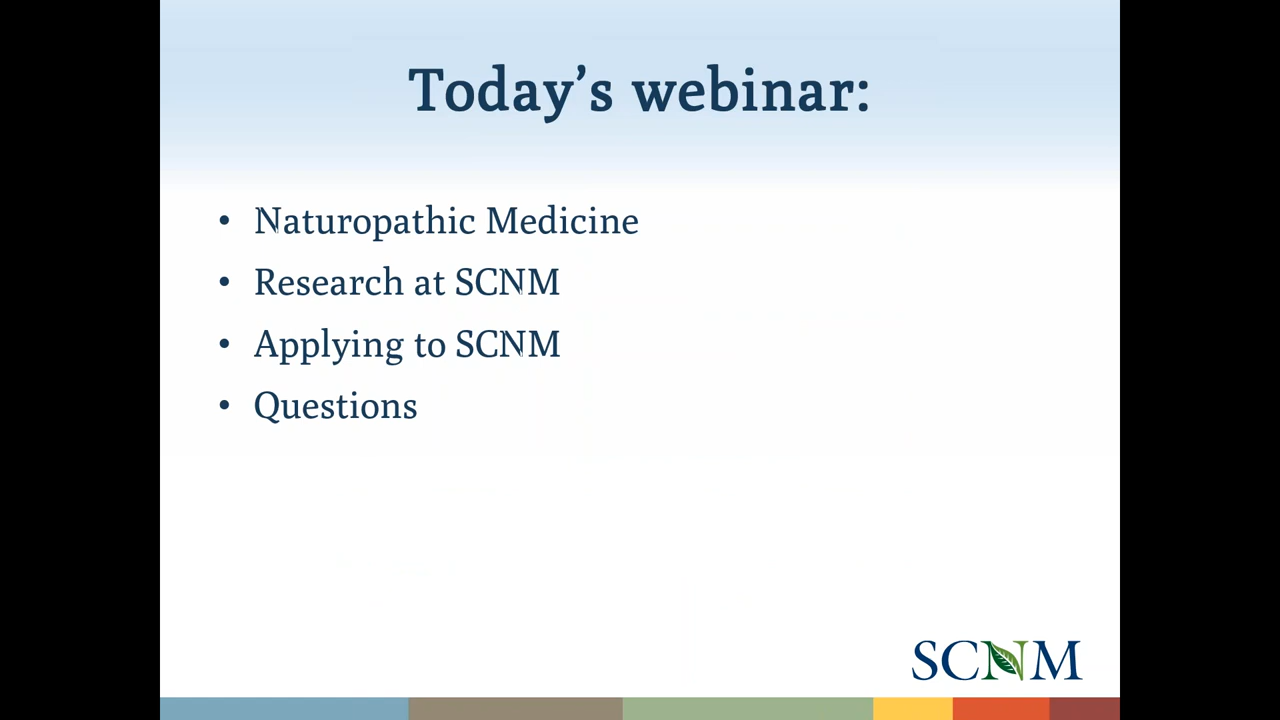 Today’s webinar:
• Naturopathic Medicine
• Research at SCNM
• Applying to SCNM
• Questions
SCNM